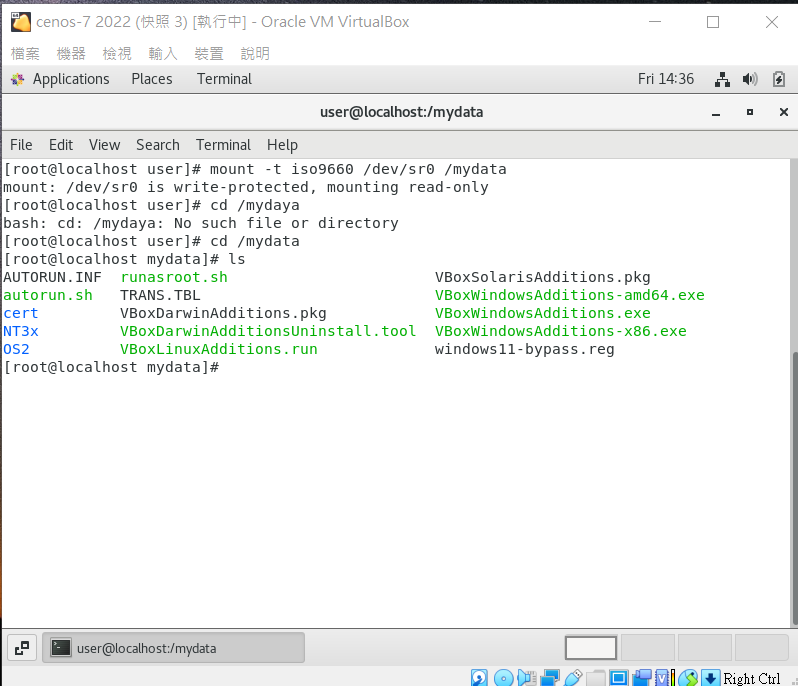 cenos-7 2022 (快照 3) [執行中] - Oracle VM VirtualBox
檔案 機器 檢視 輸入 裝置 說明
Applications Places Terminal Fri 14:36
user@localhost:/mydata
File Edit View Search Terminal Help
[root@localhost user]# mount -t iso9660 /dev/sr0 /mydata
mount: /dev/sr0 is write-protected, mounting read-only
[root@localhost user]# cd /mydaya
bash: cd: /mydaya: No such file or directory
[root@localhost user]# cd /mydata
[root@localhost mydata]# ls
AUTORUN.INF runasroot.sh VBoxSolarisAdditions.pkg
autorun.sh TRANS.TBL VBoxWindowsAdditions-amd64.exe
cert VBoxDarwinAdditions.pkg VBoxWindowsAdditions.exe
NT3x VBoxDarwinAdditionsUninstall.tool VBoxWindowsAdditions-x86.exe
OS2 VBoxLinuxAdditions.run windows11-bypass.reg
[root@localhost mydata]#
user@localhost:/mydata
Right Ctrl